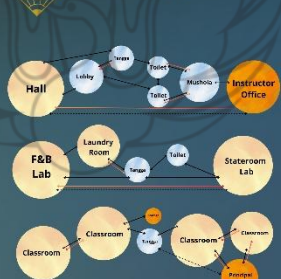 Tangga
Toilet
Hall
Lobby
Mushola
Instructor
Office
Toilet
Laundry
Room
F&B
Lab
Toilet
Tangga
Stateroom
Lab
Classroom
Classroom
Tangga
Classroom
Classroom
Principal